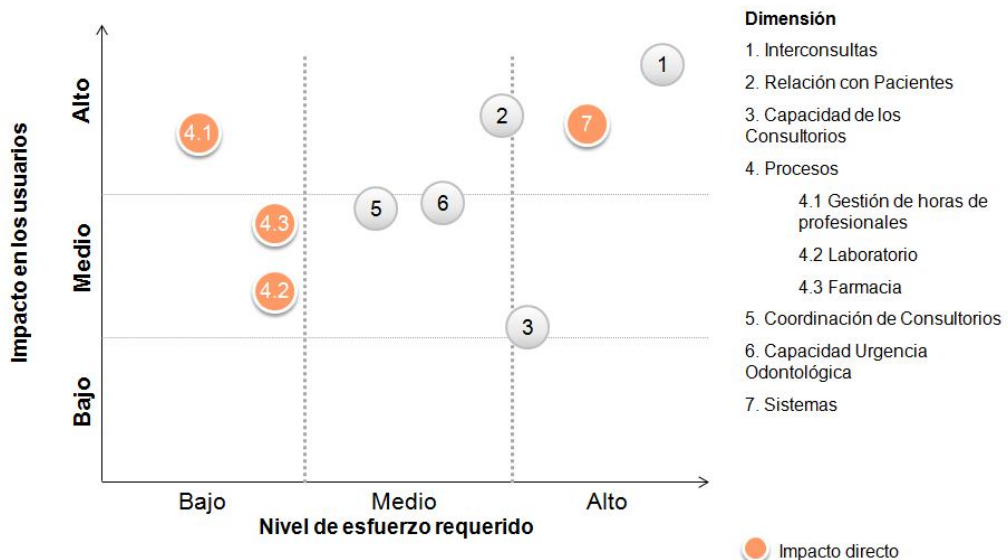 Impacto en los usuarios
Alto
Medio
Bajo
1
2
7
4.1
5
6
4.3
4.2
3
Bajo
Medio
Alto
Nivel de esfuerzo requerido
Dimensión
1. Interconsultas
2. Relación con Pacientes
3. Capacidad de los
Consultorios
4. Procesos
4.1 Gestión de horas de
profesionales
4.2 Laboratorio
4.3 Farmacia
5. Coordinación de Consultorios
6. Capacidad Urgencia
Odontológica
7. Sistemas
Impacto directo